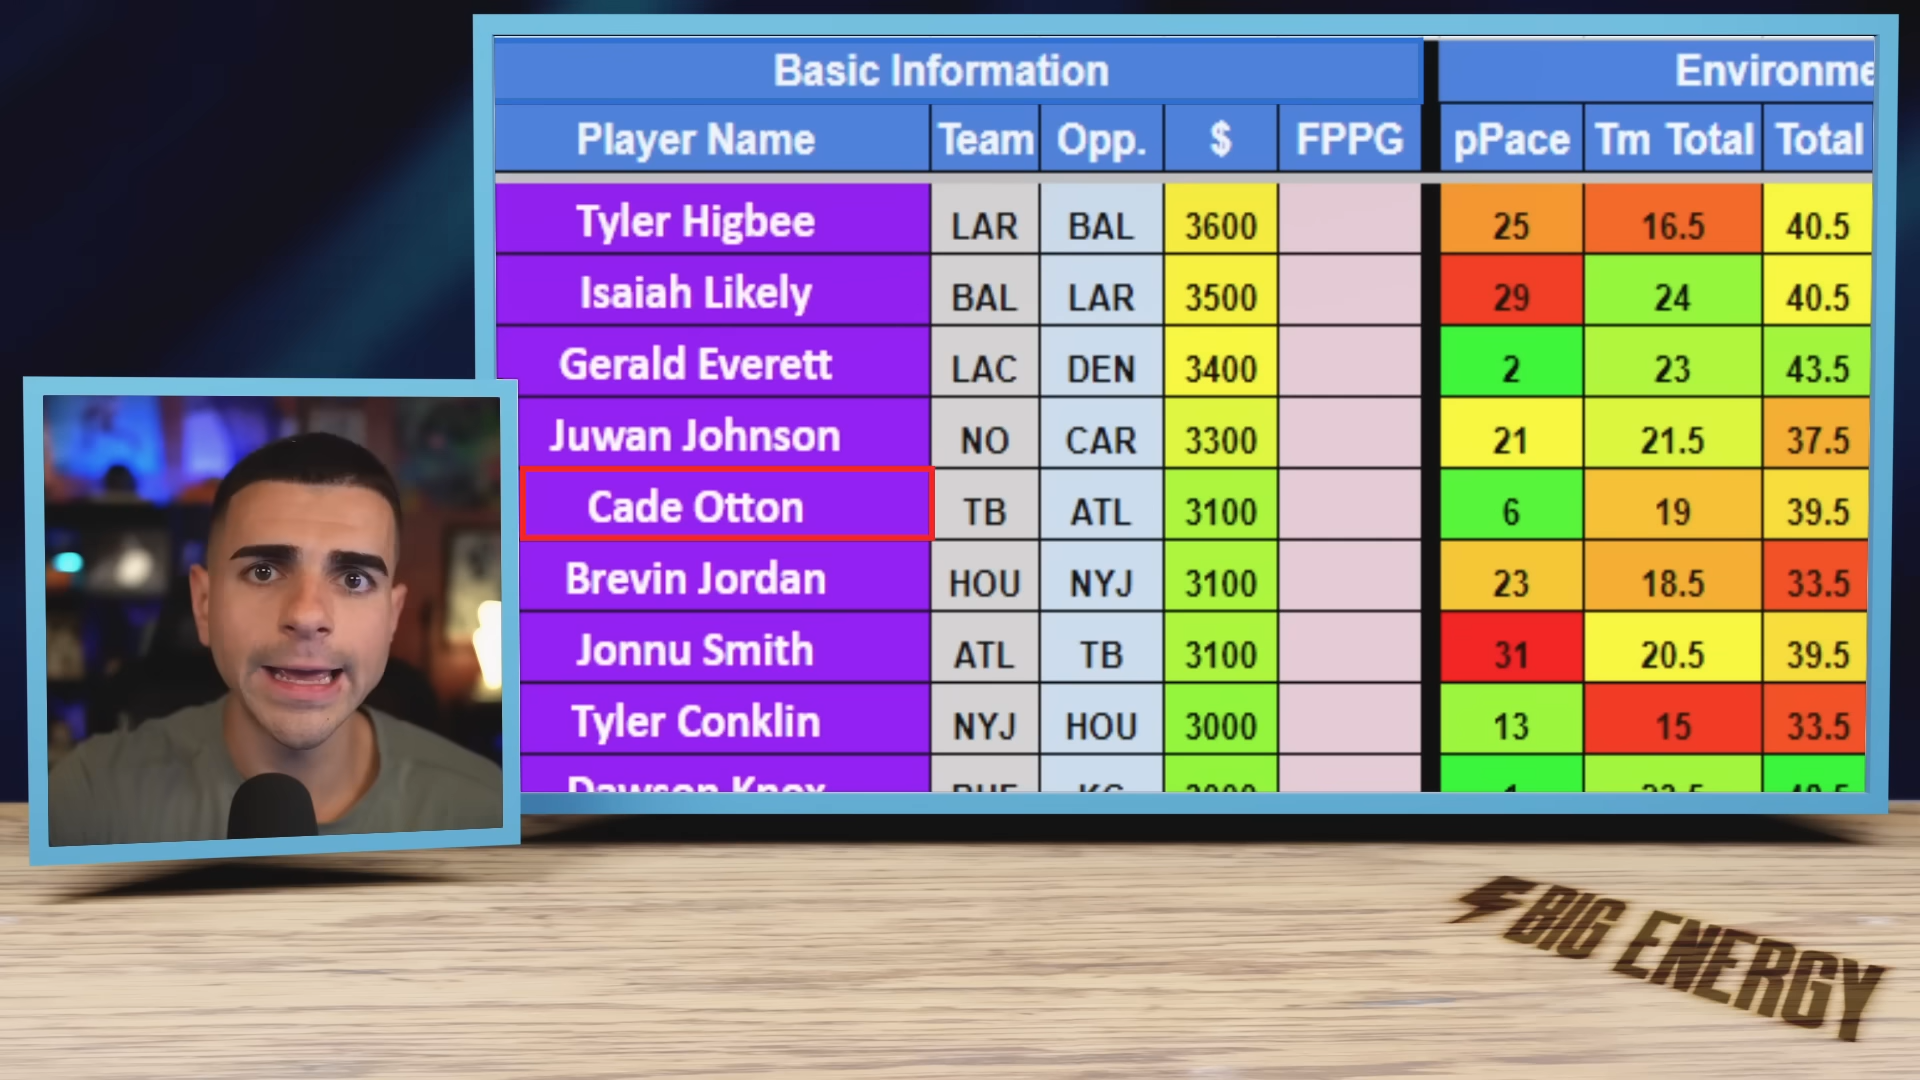 Basic Information Environme
Player Name Team Opp. $ FPPG pPace Tm Total Total
Tyler Higbee LAR BAL 3600 25 16.5 40.5
Isaiah Likely BAL LAR 3500 29 24 40.5
Gerald Everett LAC DEN 3400 2 23 43.5
Juwan Johnson NO CAR 3300 21 21.5 37.5
Cade Otton TB ATL 3100 6 19 39.5
Brevin Jordan HOU NYJ 3100 23 18.5 33.5
Jonnu Smith ATL TB 3100 31 20.5 39.5
Tyler Conklin NYJ HOU 3000 13 15 33.5
Dawson Knox
BIG ENERGY